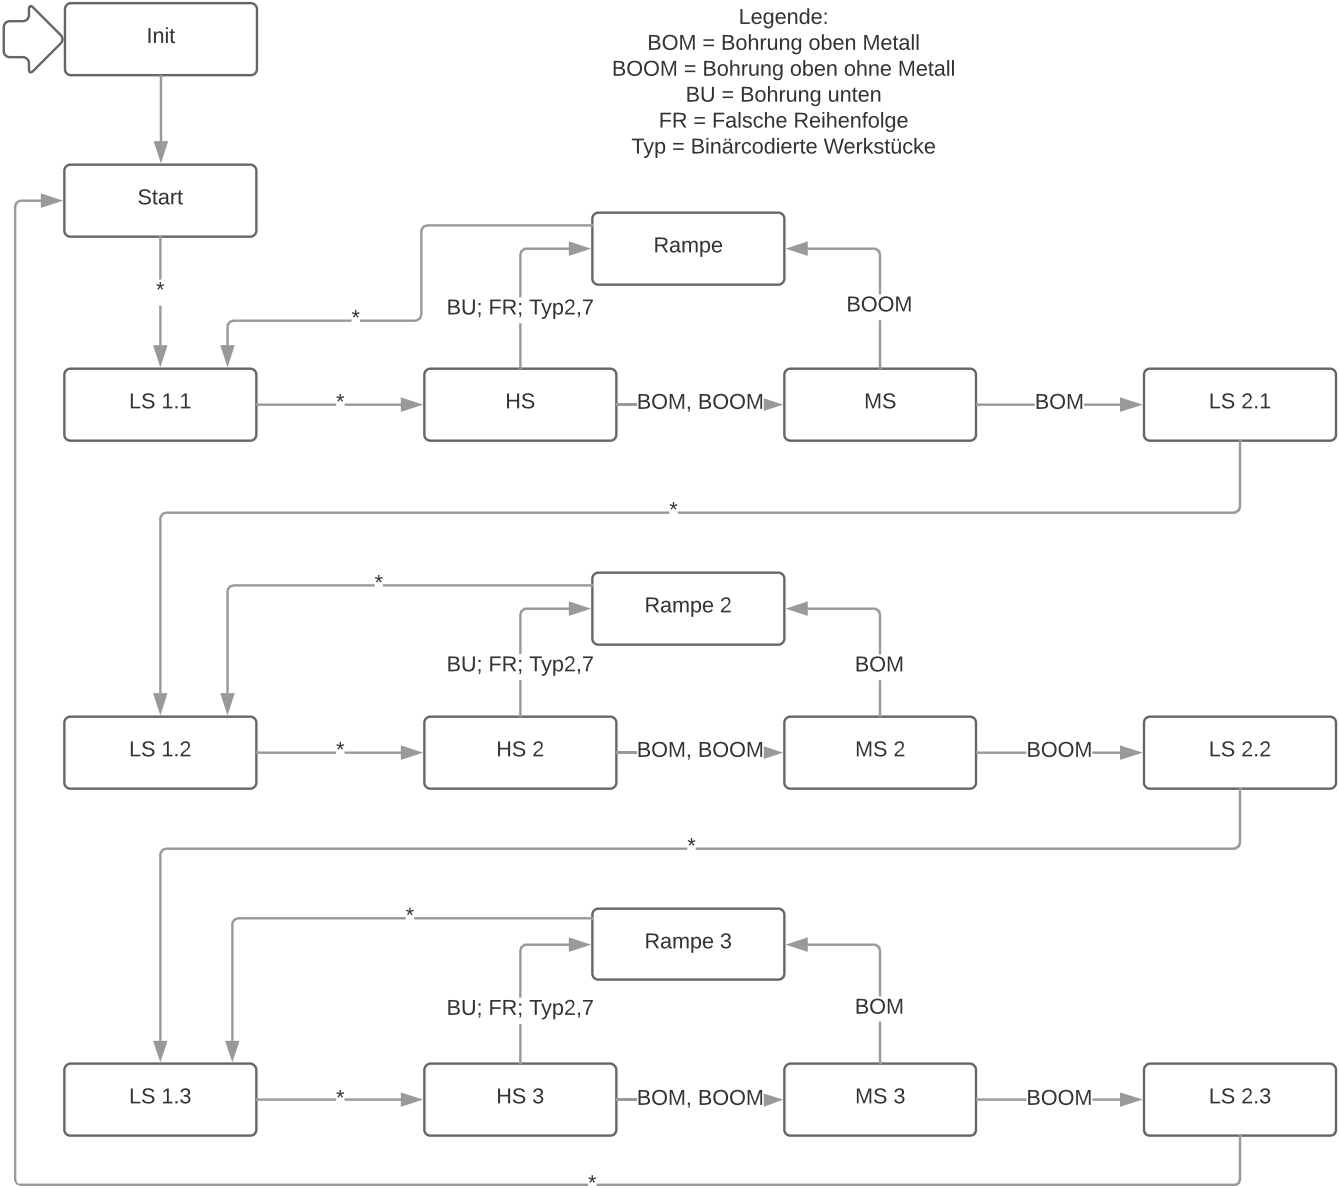 Init
Legende:
BOM = Bohrung oben Metall
BOOM = Bohrung oben ohne Metall
BU = Bohrung unten
FR = Falsche Reihenfolge
Typ = Binärcodierte Werkstücke
Start
*
Rampe
*
BU; FR; Typ2,7
BOOM
LS 1.1
*
HS
BOM, BOOM
MS
BOM
LS 2.1
*
*
Rampe 2
BU; FR; Typ2,7
BOM
LS 1.2
*
HS 2
BOM, BOOM
MS 2
BOOM
LS 2.2
*
*
Rampe 3
BU; FR; Typ2,7
BOM
LS 1.3
*
HS 3
BOM, BOOM
MS 3
BOOM
LS 2.3
*